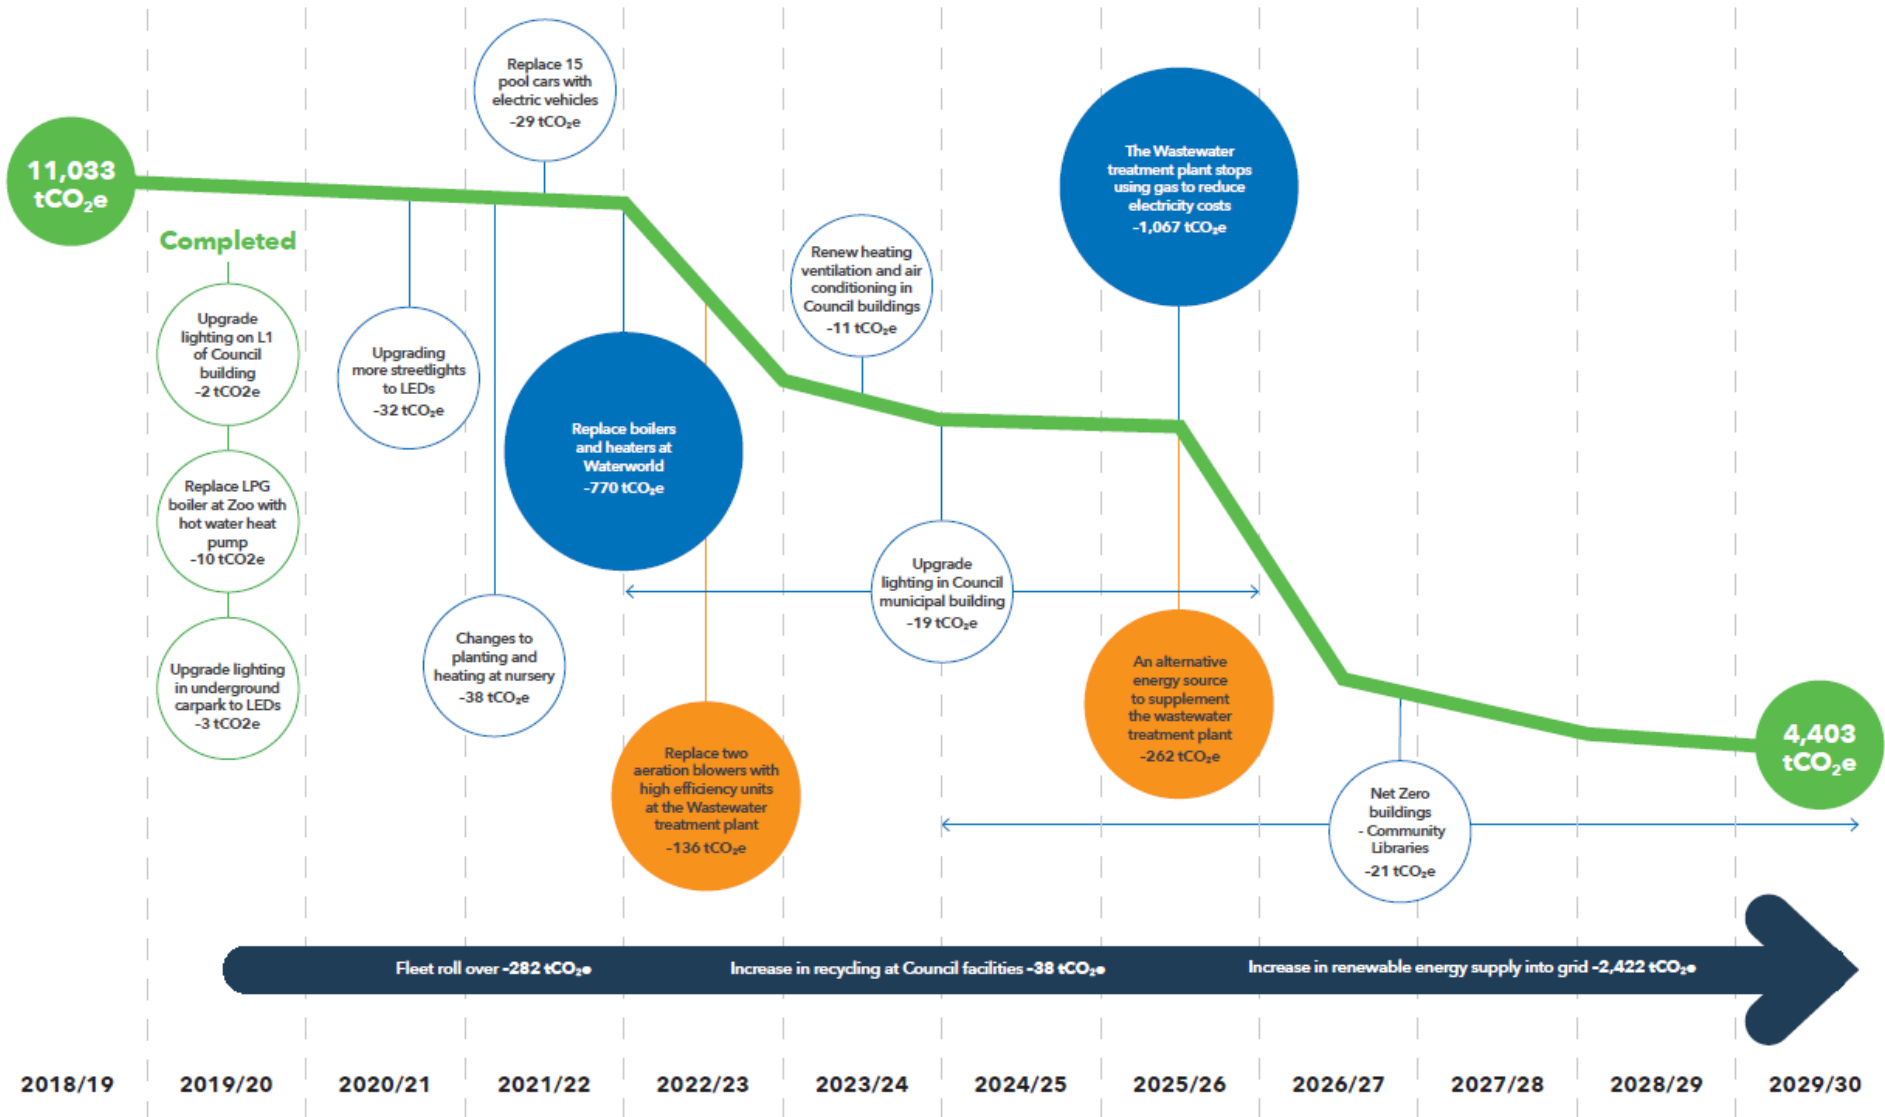 11,033
tCO₂e
Completed
Upgrade
lighting on L1
of Council
building
-2 tCO2e
Replace LPG
boiler at Zoo with
hot water heat
pump
-10 tCO2e
Upgrade lighting
in underground
carpark to LEDs
-3 tCO2e
Upgrading
more streetlights
to LEDs
-32 tCO₂e
Replace 15
pool cars with
electric vehicles
-29 tCO₂e
Changes to
planting and
heating at nursery
-38 tCO₂e
Replace boilers
and heaters at
Waterworld
-770 tCO₂e
Replace two
aeration blowers with
high efficiency units
at the Wastewater
treatment plant
-136 tCO₂e
Renew heating
ventilation and air
conditioning in
Council buildings
-11 tCO₂e
Upgrade
lighting in Council
municipal building
-19 tCO₂e
The Wastewater
treatment plant stops
using gas to reduce
electricity costs
-1,067 tCO₂e
An alternative
energy source
to supplement
the wastewater
treatment plant
-262 tCO₂e
Net Zero
buildings
- Community
Libraries
-21 tCO₂e
4,403
tCO₂e
Fleet roll over -282 tCO₂e
Increase in recycling at Council facilities -38 tCO₂e
Increase in renewable energy supply into grid -2,422 tCO₂e
2018/19
2019/20
2020/21
2021/22
2022/23
2023/24
2024/25
2025/26
2026/27
2027/28
2028/29
2029/30